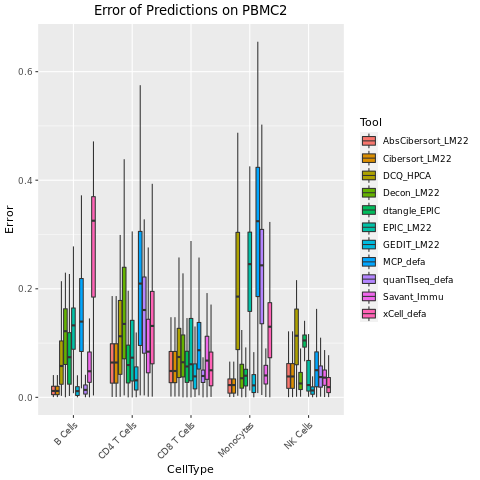 Error of Predictions on PBMC2
0.6
0.4
0.2
0.0
Error
B Cells
CD4 T Cells
CD8 T Cells
Monocytes
NK Cells
CellType
Tool
AbsCibersort_LM22
Cibersort_LM22
DCQ_HPCA
Decon_LM22
dtangle_EPIC
EPIC_LM22
GEDIT_LM22
MCP_defa
quanTIseq_defa
Savant_Immu
xCell_defa